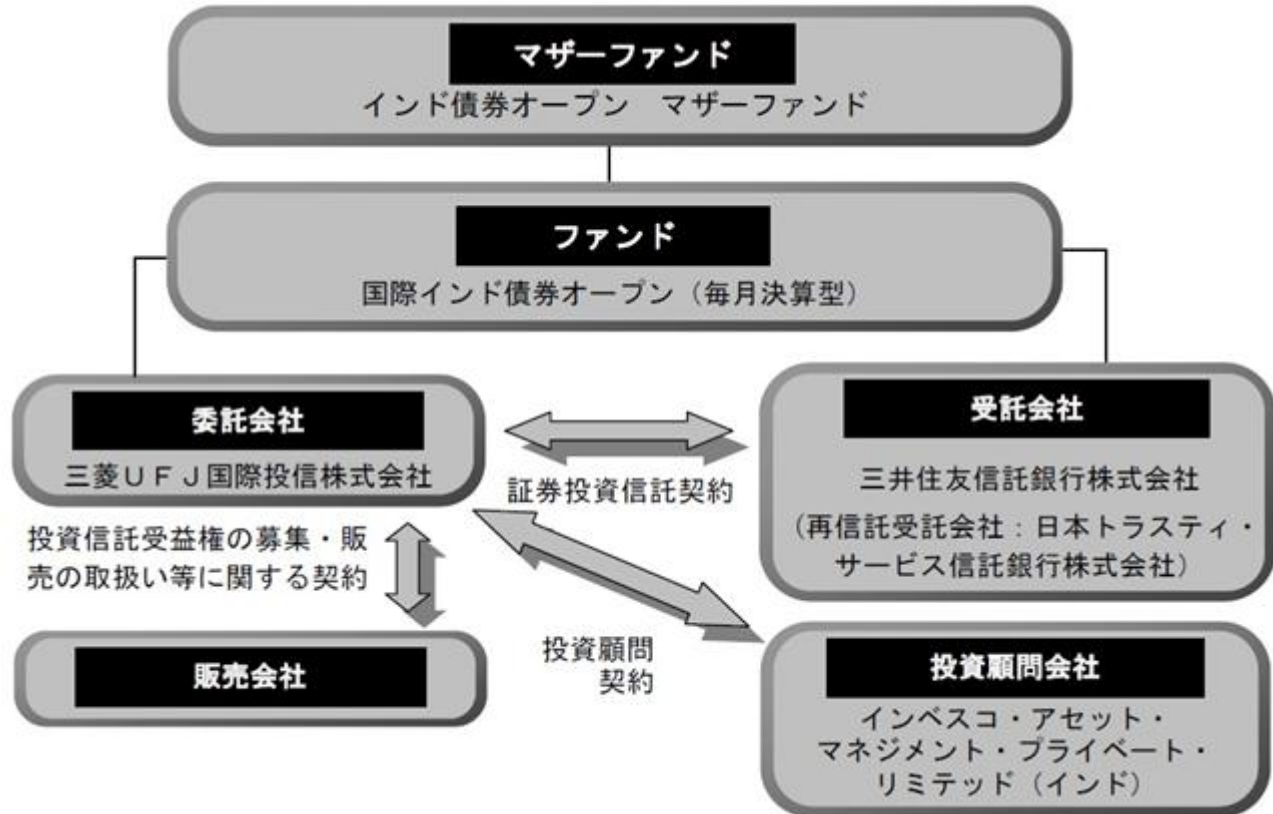 マザーファンド
インド債券オープン　マザーファンド
ファンド
国際インド債券オープン（毎月決算型）
委託会社
三菱ＵＦＪ国際投信株式会社
証券投資信託契約
受託会社
三井住友信託銀行株式会社
（再信託受託会社：日本トラスティ・
サービス信託銀行株式会社）
投資信託受益権の募集・販
売の取扱い等に関する契約
販売会社
投資顧問
契約
投資顧問会社
インベスコ・アセット・
マネジメント・プライベート・
リミテッド（インド）